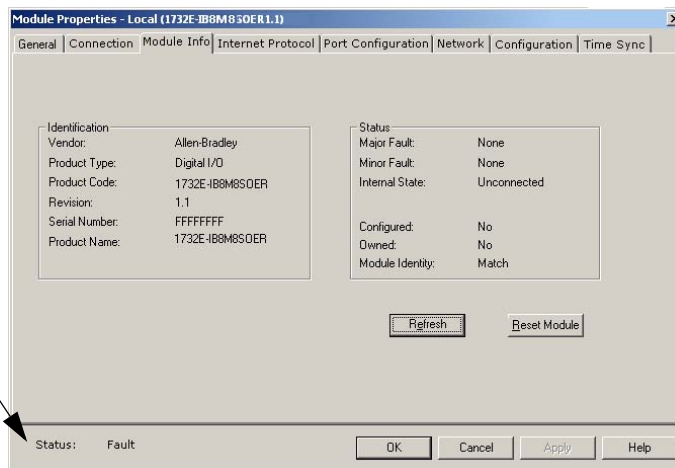 Module Properties - Local (1732E-IB8M8SOER1.1)
General Connection Module Info Internet Protocol Port Configuration Network Configuration Time Sync
Identification
Vendor: Allen-Bradley
Product Type: Digital I/O
Product Code: 1732E-IB8M8SOER
Revision: 1.1
Serial Number: FFFFFFFF
Product Name: 1732E-IB8M8SOER
Status
Major Fault: None
Minor Fault: None
Internal State: Unconnected
Configured: No
Owned: No
Module Identity: Match
Refresh Reset Module
Status: Fault
OK Cancel Apply Help